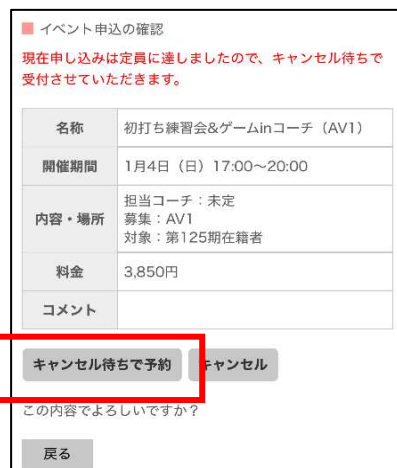 イベント申込の確認
現在申し込みは定員に達しましたので、キャンセル待ちで
受付させていただきます。
名称 初打ち練習会&ゲームinコーチ（AV1）
開催期間 1月4日（日）17:00～20:00
内容・場所 担当コーチ：未定
募集：AV1
対象：第125期在籍者
料金 3,850円
コメント
キャンセル待ちで予約 キャンセル
この内容でよろしいですか？
戻る